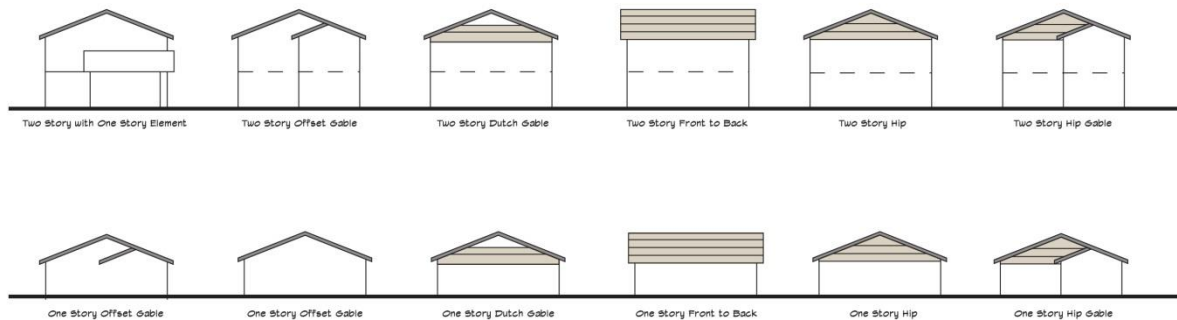 Two Story with One Story Element
Two Story Offset Gable
Two Story Dutch Gable
Two Story Front to Back
Two Story Hip
Two Story Hip Gable
One Story Offset Gable
One Story Offset Gable
One Story Dutch Gable
One Story Front to Back
One Story Hip
One Story Hip Gable